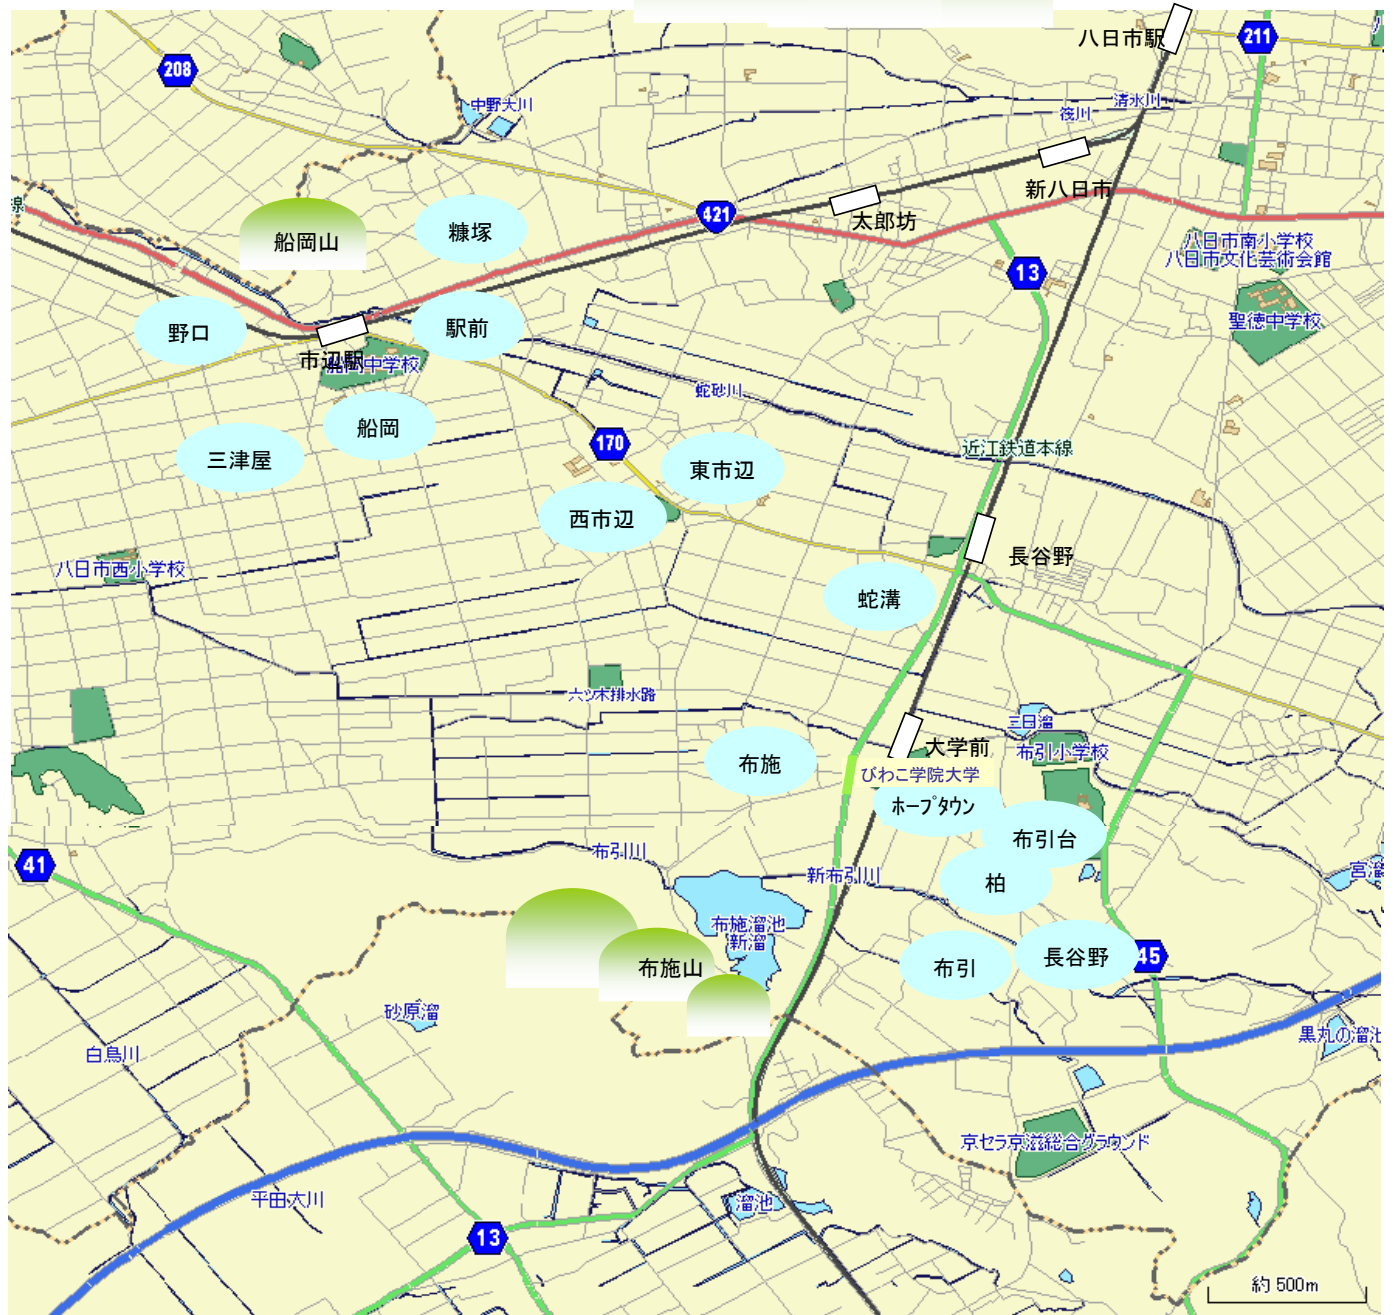 八日市駅
211
208
中野大川
清水川
筏川
新八日市
線
421
太郎坊
糠塚
船岡山
八日市南小学校
八日市文化芸術会館
13
聖徳中学校
野口
駅前
市辺駅
船岡中学校
蛇砂川
船岡
170
三津屋
東市辺
近江鉄道本線
西市辺
長谷野
八日市西小学校
蛇溝
六ツ木排水路
三日溜
大学前
布引小学校
布施
びわこ学院大学
ホープタウン
布引台
布引川
41
新布引川
柏
宮溜
布施溜池
新溜
布施山
布引
長谷野
45
砂原溜
黒丸の溜池
白鳥川
京セラ京滋総合グラウンド
平田大川
溜池
13
約 500m